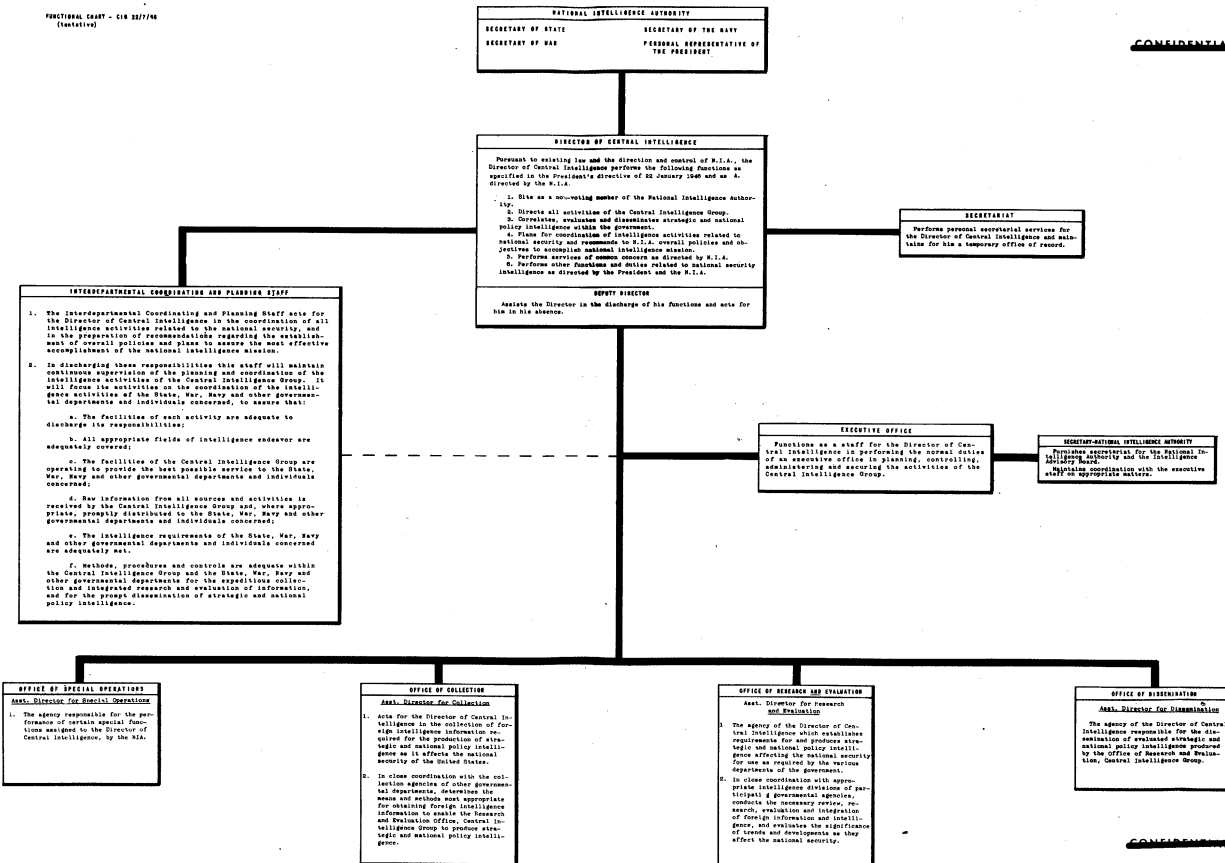 FUNCTIONAL CHART - CIG 22/7/46
(tentative)
NATIONAL INTELLIGENCE AUTHORITY
SECRETARY OF STATE
SECRETARY OF THE NAVY
SECRETARY OF WAR
PERSONAL REPRESENTATIVE OF
THE PRESIDENT
CONFIDENTIA
DIRECTOR OF CENTRAL INTELLIGENCE
Pursuant to existing law and the direction and control of N.I.A., the
Director of Central Intelligence performs the following functions as
specified in the President's directive of 22 January 1946 and as A.
directed by the N.I.A.
1. Sits as a non-voting member of the National Intelligence Author-
ity.
2. Directs all activities of the Central Intelligence Group.
3. Correlates, evaluates and disseminates strategic and national
policy intelligence within the government.
4. Plans for coordination of intelligence activities related to
national security and recommends to N.I.A. overall policies and ob-
jectives to accomplish national intelligence mission.
5. Performs services of common concern as directed by N.I.A.
6. Performs other functions and duties related to national security
intelligence as directed by the President and the N.I.A.
DEPUTY DIRECTOR
Assists the Director in the discharge of his functions and acts for
him in his absence.
SECRETARIAT
Performs personal secretarial services for
the Director of Central Intelligence and main-
tains for him a temporary office of record.
INTERDEPARTMENTAL COORDINATING AND PLANNING STAFF
1. The Interdepartmental Coordinating and Planning Staff acts for
the Director of Central Intelligence in the coordination of all
intelligence activities related to the national security, and
in the preparation of recommendations regarding the establish-
ment of overall policies and plans to assure the most effective
accomplishment of the national intelligence mission.
2. In discharging these responsibilities this staff will maintain
continuous supervision of the planning and coordination of the
intelligence activities of the Central Intelligence Group. It
will focus its activities on the coordination of the intelli-
gence activities of the State, War, Navy and other governmen-
tal departments and individuals concerned, to assure that:
a. The facilities of each activity are adequate to
discharge its responsibilities;
b. All appropriate fields of intelligence endeavor are
adequately covered;
c. The facilities of the Central Intelligence Group are
operating to provide the best possible service to the State,
War, Navy and other governmental departments and individuals
concerned;
d. Raw information from all sources and activities is
received by the Central Intelligence Group and, where appro-
priate, promptly distributed to the State, War, Navy and other
governmental departments and individuals concerned;
e. The intelligence requirements of the State, War, Navy
and other governmental departments and individuals concerned
are adequately met.
f. Methods, procedures and controls are adequate within
the Central Intelligence Group and the State, War, Navy and
other governmental departments for the expeditious collec-
tion and integrated research and evaluation of information,
and for the prompt dissemination of strategic and national
policy intelligence.
EXECUTIVE OFFICE
Functions as a staff for the Director of Cen-
tral Intelligence in performing the normal duties
of an executive office in planning, controlling,
administering and securing the activities of the
Central Intelligence Group.
SECRETARY-NATIONAL INTELLIGENCE AUTHORITY
Furnishes secretariat for the National In-
telligence Authority and the Intelligence
Advisory Board.
Maintains coordination with the executive
staff on appropriate matters.
OFFICE OF SPECIAL OPERATIONS
Asst. Director for Special Operations
1. The agency responsible for the per-
formance of certain special func-
tions assigned to the Director of
Central Intelligence, by the NIA.
OFFICE OF COLLECTION
Asst. Director for Collection
1. Acts for the Director of Central In-
telligence in the collection of for-
eign intelligence information re-
quired for the production of stra-
tegic and national policy intelli-
gence as it affects the national
security of the United States.
2. In close coordination with the col-
lection agencies of other governmen-
tal departments, determines the
means and methods most appropriate
for obtaining foreign intelligence
information to enable the Research
and Evaluation Office, Central In-
telligence Group to produce stra-
tegic and national policy intelli-
gence.
OFFICE OF RESEARCH AND EVALUATION
Asst. Director for Research
and Evaluation
1 The agency of the Director of Cen-
tral Intelligence which establishes
requirements for and produces stra-
tegic and national policy intelli-
gence affecting the national security
for use as required by the various
departments of the government.
2. In close coordination with appro-
priate intelligence divisions of par-
ticipati g governmental agencies,
conducts the necessary review, re-
search, evaluation and integration
of foreign information and intelli-
gence, and evaluates the significance
of trends and developments as they
affect the national security.
OFFICE OF DISSEMINATION
Asst. Director for Dissemination
The agency of the Director of Central
Intelligence responsible for the dis-
semination of evaluated strategic and
national policy intelligence produced
by the Office of Research and Evalua-
tion, Central Intelligence Group.
CONFIDENTIA